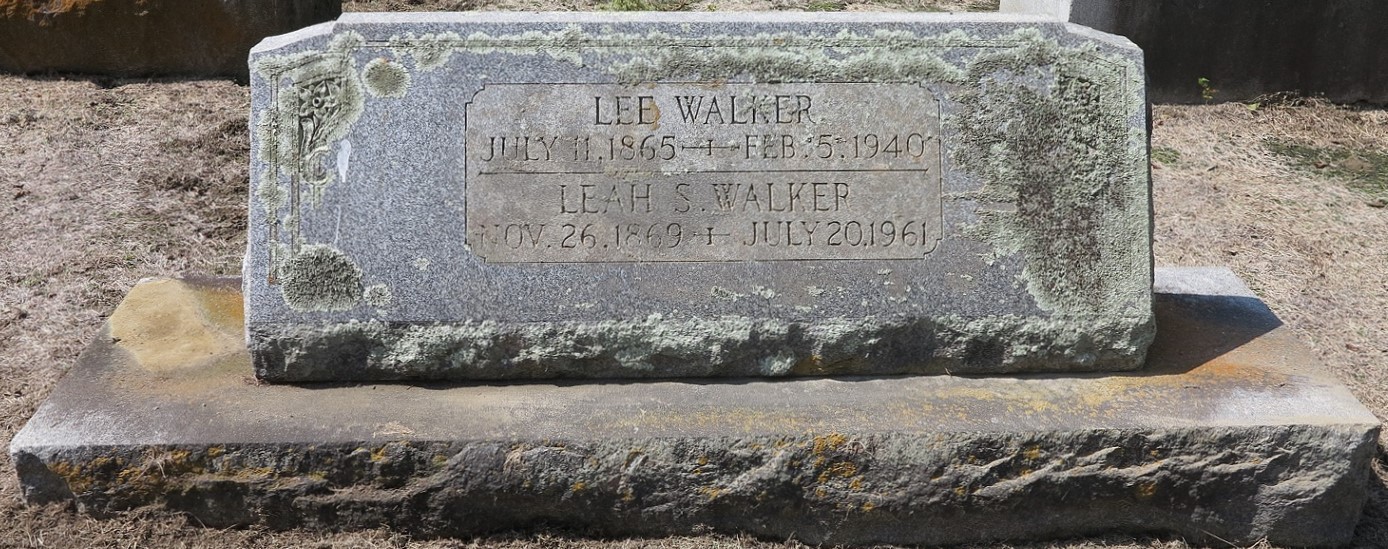 LEE WALKER
JULY 11, 1865 — FEB. 5, 1940
LEAH S. WALKER
NOV. 26, 1869 — JULY 20, 1961